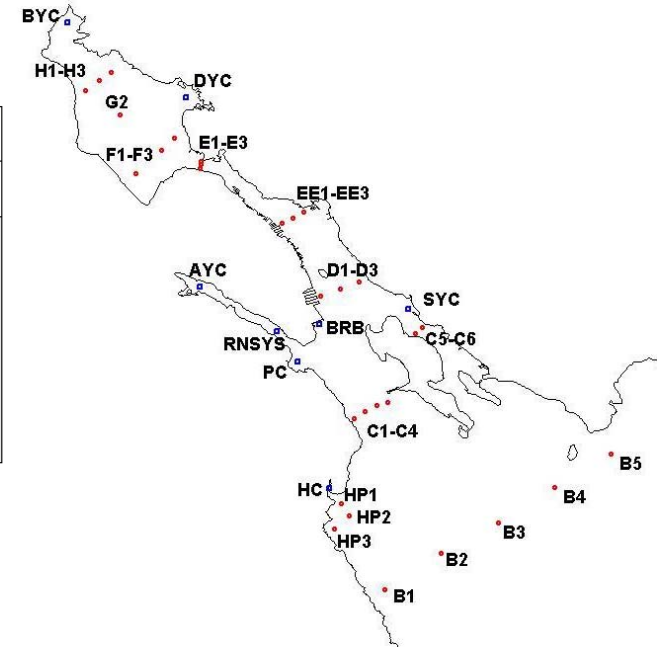 BYC
H1-H3
DYC
G2
E1-E3
F1-F3
EE1-EE3
AYC
D1-D3
SYC
BRB
RNSYS
C5-C6
PC
C1-C4
B5
HC
HP1
B4
HP2
B3
HP3
B2
B1